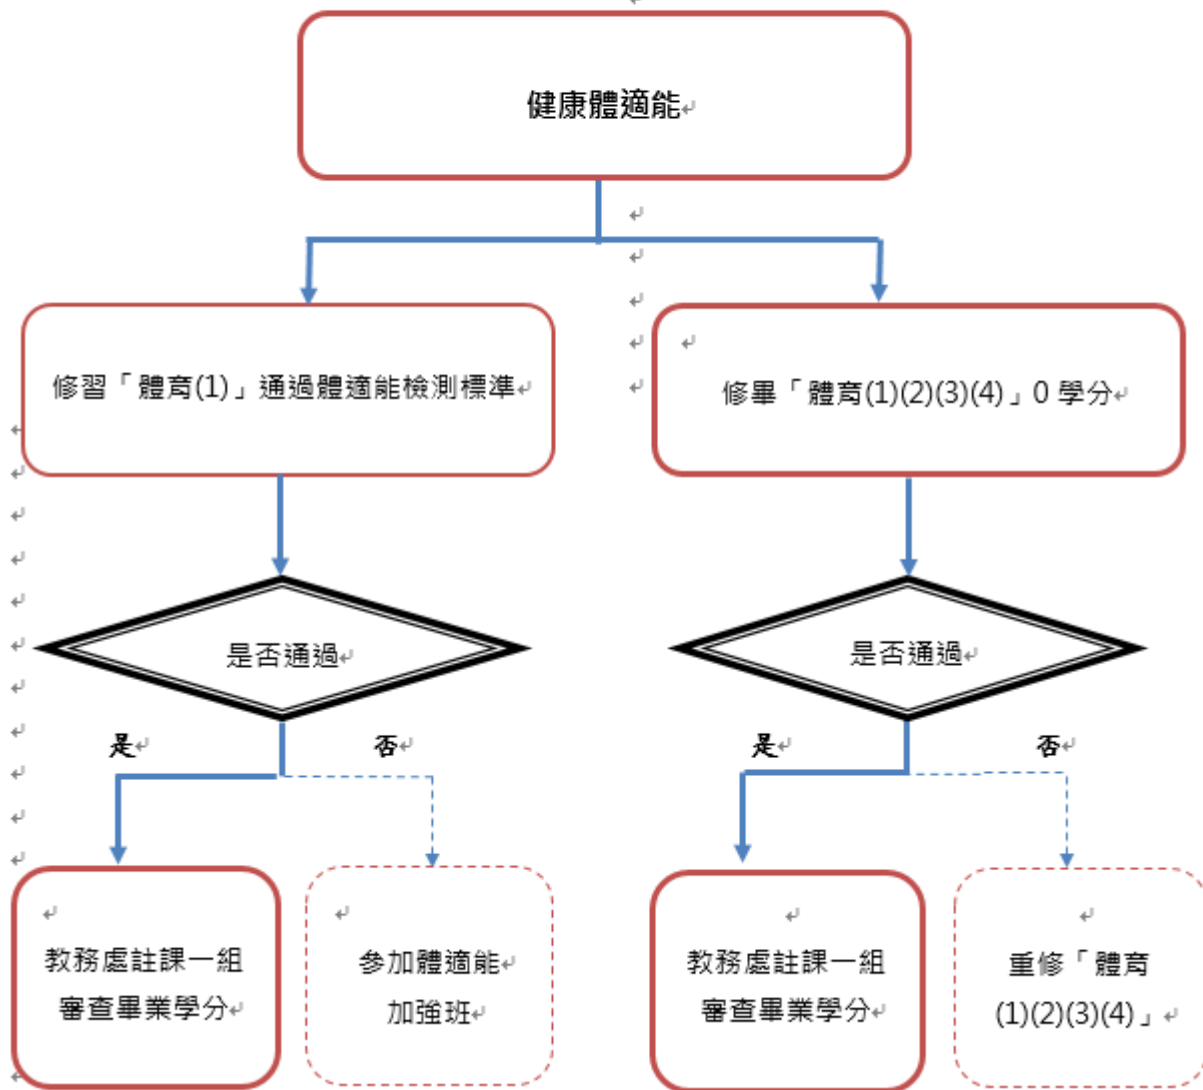 健康體適能
修習「體育(1)」通過體適能檢測標準
修畢「體育(1)(2)(3)(4)」0 學分
是否通過
是否通過
是
否
是
否
教務處註課一組
審查畢業學分
參加體適能
加強班
教務處註課一組
審查畢業學分
重修「體育
(1)(2)(3)(4)」